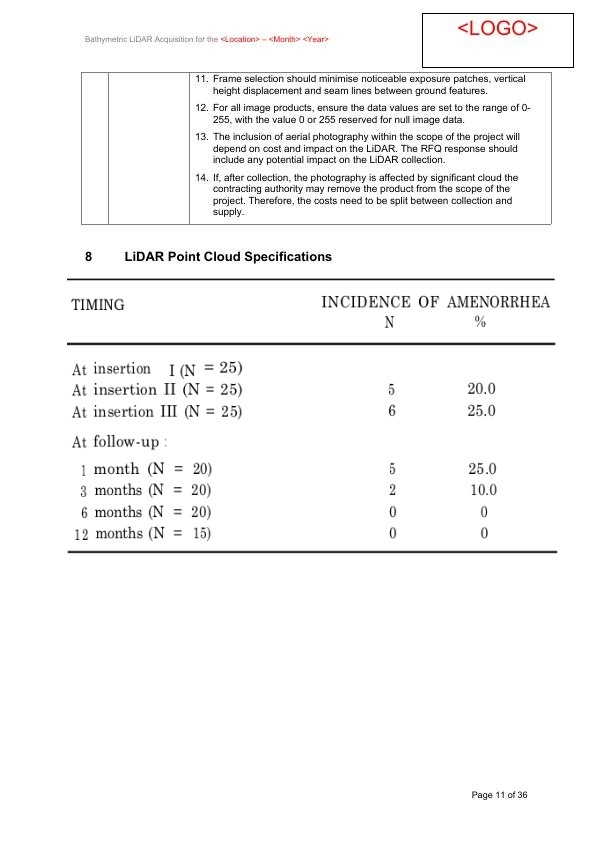 Bathymetric LiDAR Acquisition for the <Location> – <Month> <Year>
<LOGO>
11. Frame selection should minimise noticeable exposure patches, vertical
height displacement and seam lines between ground features.
12. For all image products, ensure the data values are set to the range of 0-
255, with the value 0 or 255 reserved for null image data.
13. The inclusion of aerial photography within the scope of the project will
depend on cost and impact on the LiDAR. The RFQ response should
include any potential impact on the LiDAR collection.
14. If, after collection, the photography is affected by significant cloud the
contracting authority may remove the product from the scope of the
project. Therefore, the costs need to be split between collection and
supply.
8 LiDAR Point Cloud Specifications
TIMING INCIDENCE OF AMENORRHEA
N %
At insertion I (N = 25)
At insertion II (N = 25) 5 20.0
At insertion III (N = 25) 6 25.0
At follow-up :
1 month (N = 20) 5 25.0
3 months (N = 20) 2 10.0
6 months (N = 20) 0 0
12 months (N = 15) 0 0
Page 11 of 36